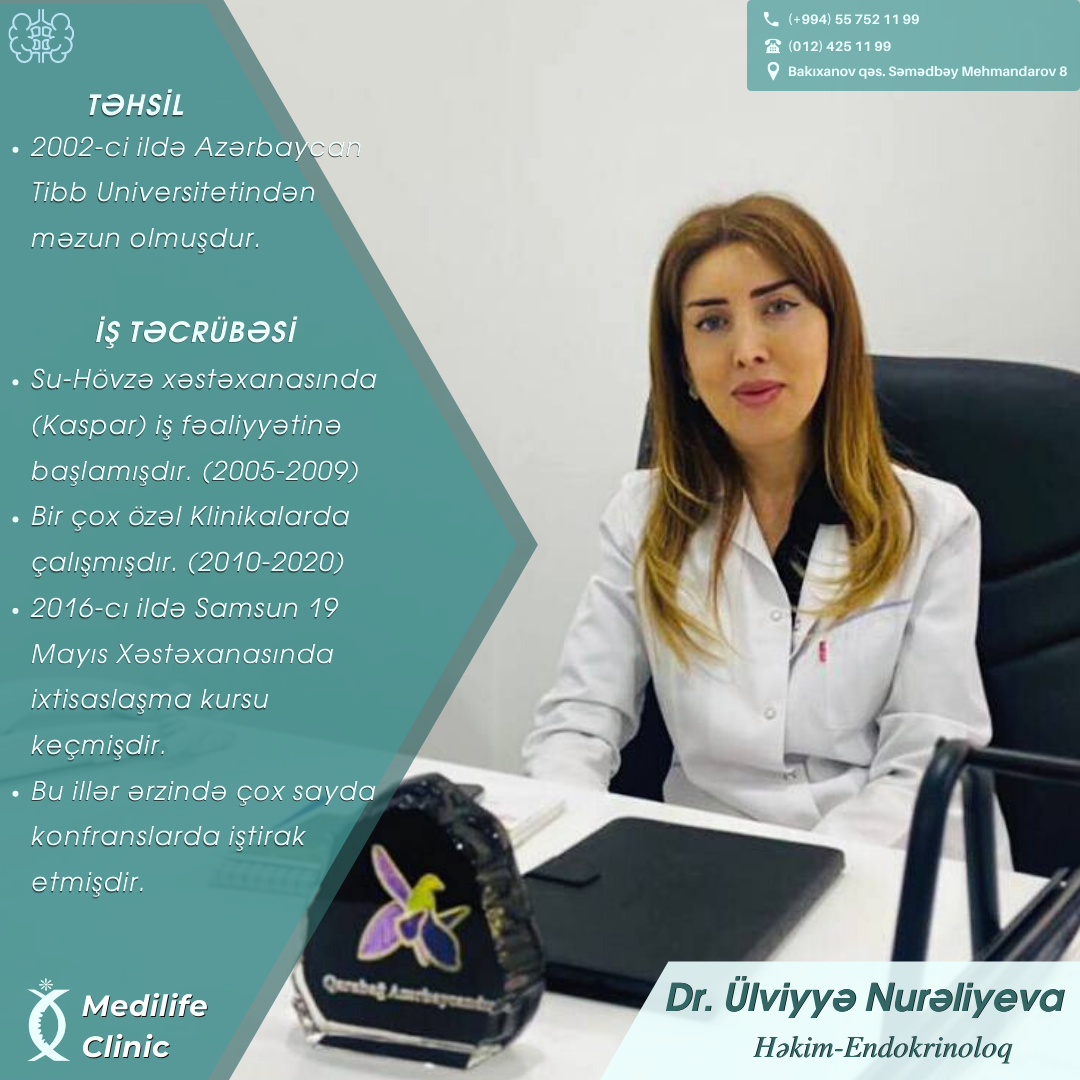 (+994) 55 752 11 99
(012) 425 11 99
Bakıxanov qəs. Səmədbəy Mehmandarov 8
TƏHSİL
• 2002-ci ildə Azərbaycan
Tibb Universitetindən
məzun olmuşdur.
İŞ TƏCRÜBƏSİ
• Su-Hövzə xəstəxanasında
(Kaspar) iş fəaliyyətinə
başlamışdır. (2005-2009)
• Bir çox özəl Klinikalarda
çalışmışdır. (2010-2020)
• 2016-cı ildə Samsun 19
Mayıs Xəstəxanasında
ixtisaslaşma kursu
keçmişdir.
• Bu illər ərzində çox sayda
konfranslarda iştirak
etmişdir.
Qarabağ Azərbaycandır
Medilife
Clinic
Dr. Ülviyyə Nurəliyeva
Həkim-Endokrinoloq